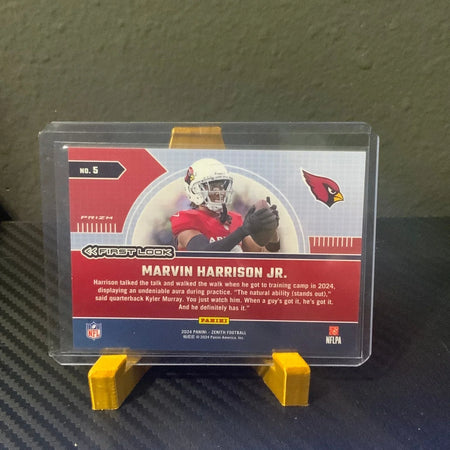 NO. 5
PRIZM
FIRST LOOK
MARVIN HARRISON JR.
Harrison talked the talk and walked the walk when he got to training camp in 2024,
displaying an undeniable aura during practice. "The natural ability (stands out),"
said quarterback Kyler Murray. You just watch him. When a guy's got it, he's got it.
And he definitely has it."
PANINI
2024 PANINI - ZENITH FOOTBALL
© 2024 Panini America, Inc.
NFL
NFLPA